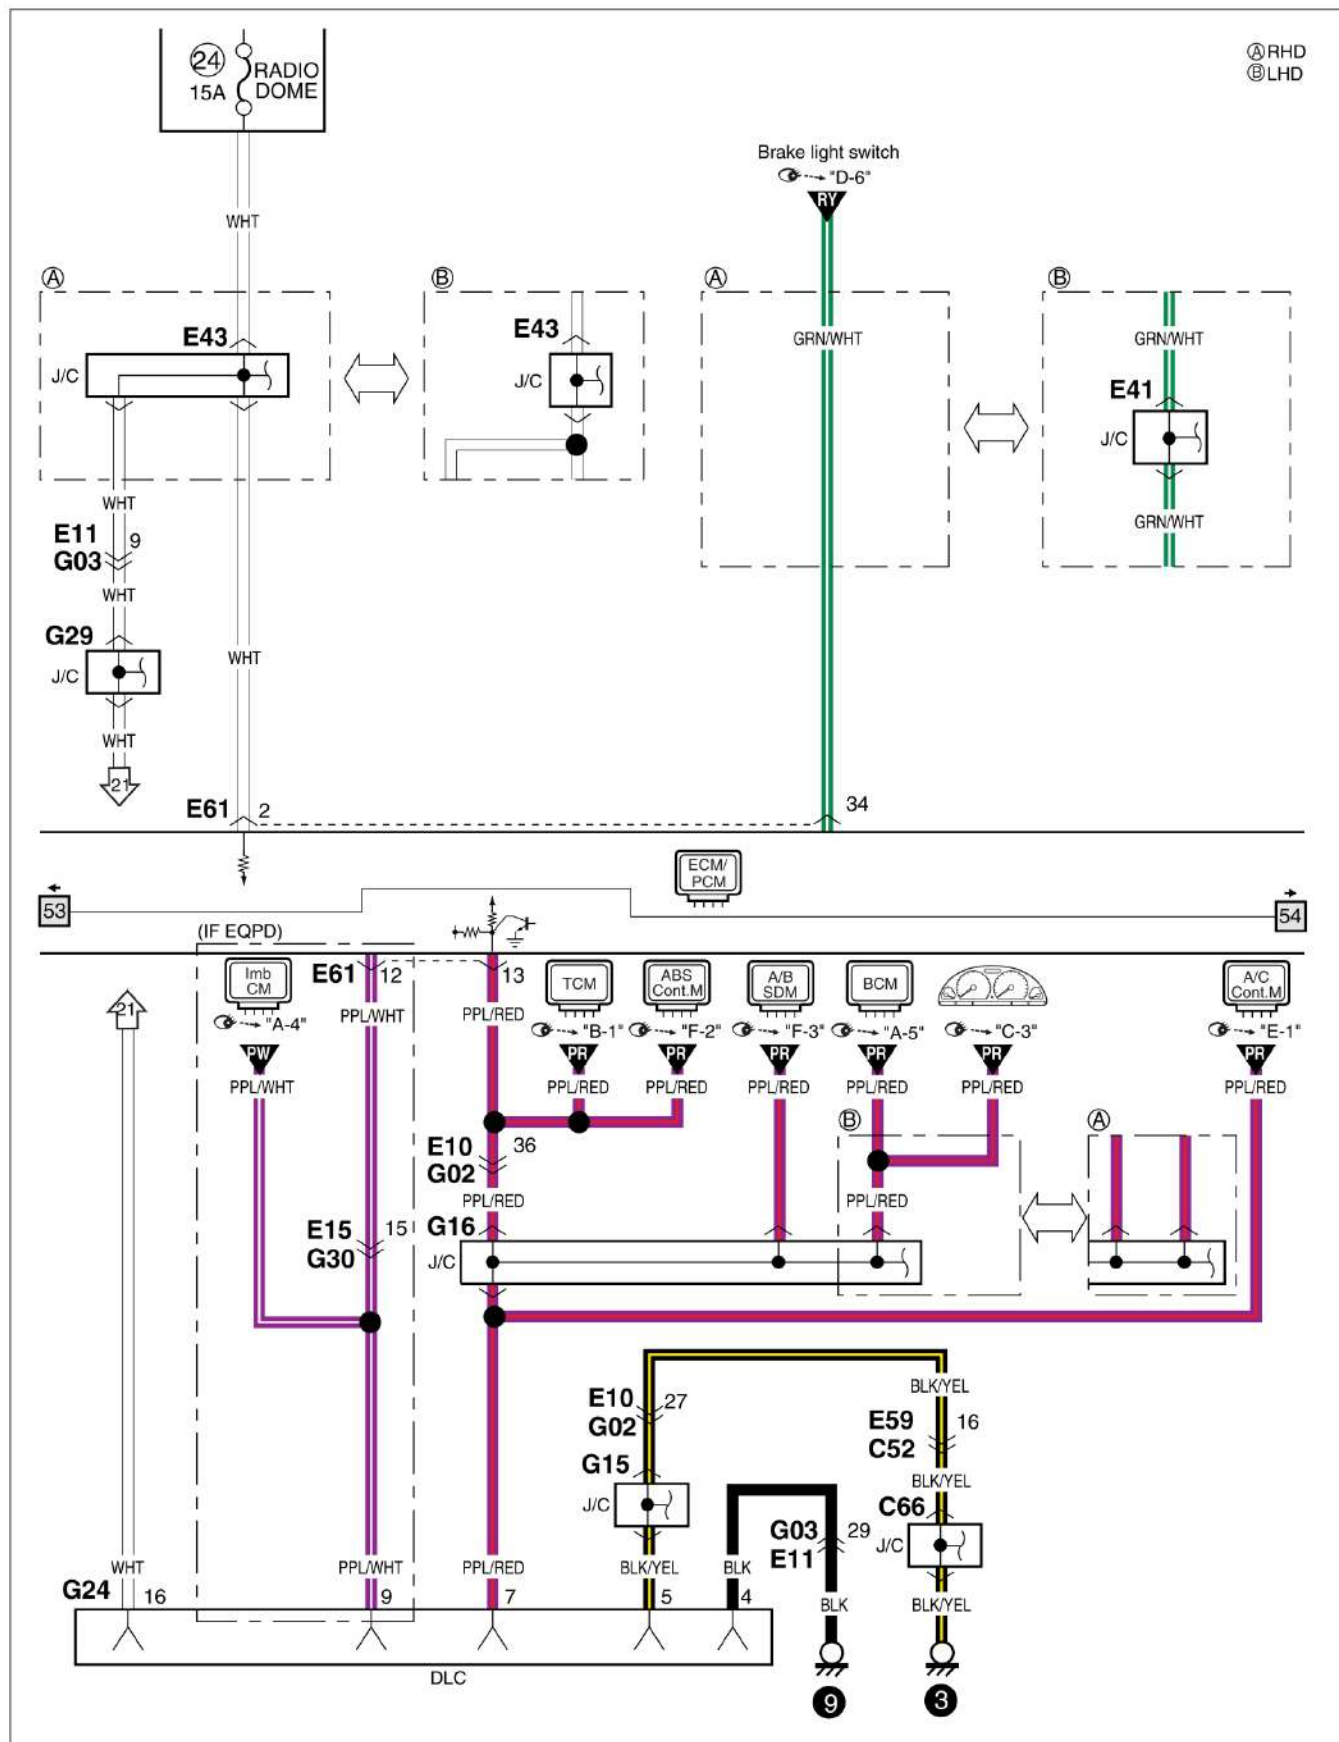 24
15A
RADIO
DOME
Ⓐ RHD
Ⓑ LHD
WHT
Brake light switch
"D-6"
RY
A
B
A
B
E43
J/C
E43
J/C
GRN/WHT
GRN/WHT
E41
J/C
GRN/WHT
WHT
E11
9
G03
WHT
G29
J/C
WHT
WHT
21
E61
2
34
ECM/
PCM
53
54
(IF EQPD)
Imb
CM
"A-4"
PW
PPL/WHT
E61
12
13
PPL/WHT
PPL/RED
TCM
"B-1"
PR
PPL/RED
ABS
Cont.M
"F-2"
PR
PPL/RED
A/B
SDM
"F-3"
PR
PPL/RED
BCM
"A-5"
PR
PPL/RED
"C-3"
PR
PPL/RED
A/C
Cont.M
"E-1"
PR
PPL/RED
21
E10
36
G02
PPL/RED
B
A
PPL/RED
G16
J/C
E15
15
G30
BLK/YEL
E10
27
G02
E59
16
C52
BLK/YEL
G15
J/C
C66
J/C
G03
29
E11
WHT
PPL/WHT
PPL/RED
BLK/YEL
BLK
BLK
BLK/YEL
G24
16
9
7
5
4
DLC
9
3